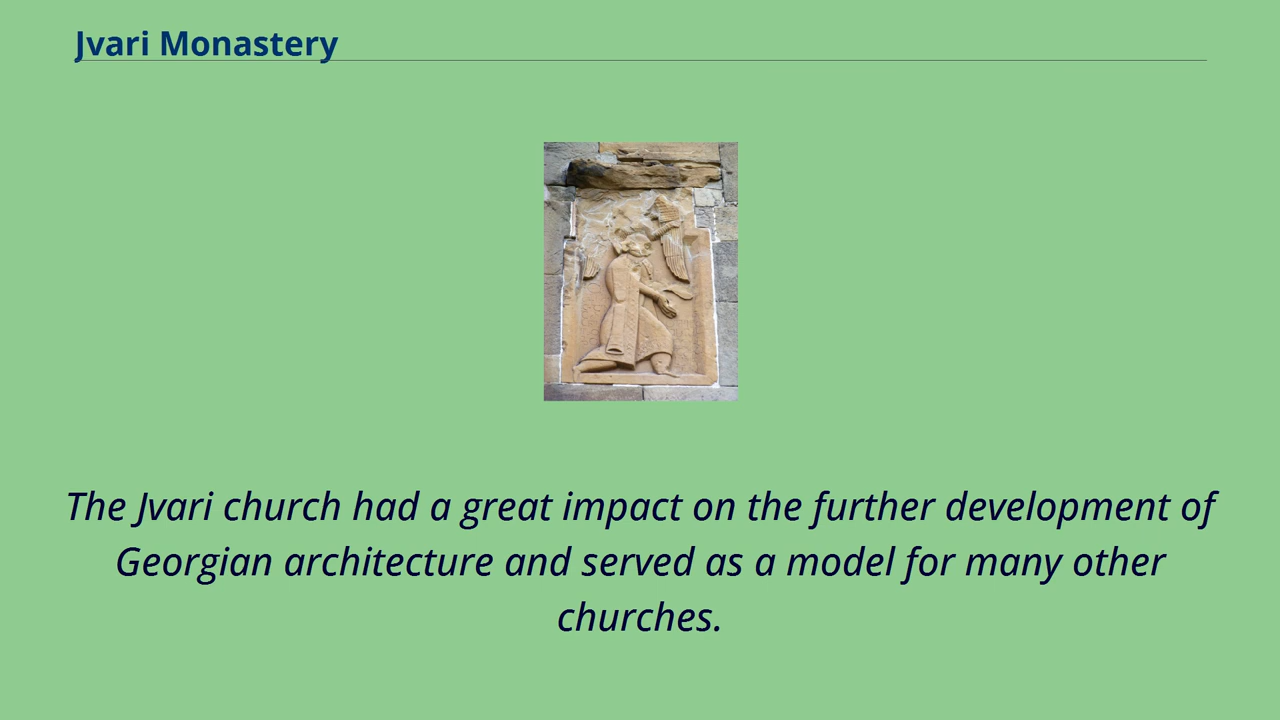 Jvari Monastery
The Jvari church had a great impact on the further development of
Georgian architecture and served as a model for many other
churches.